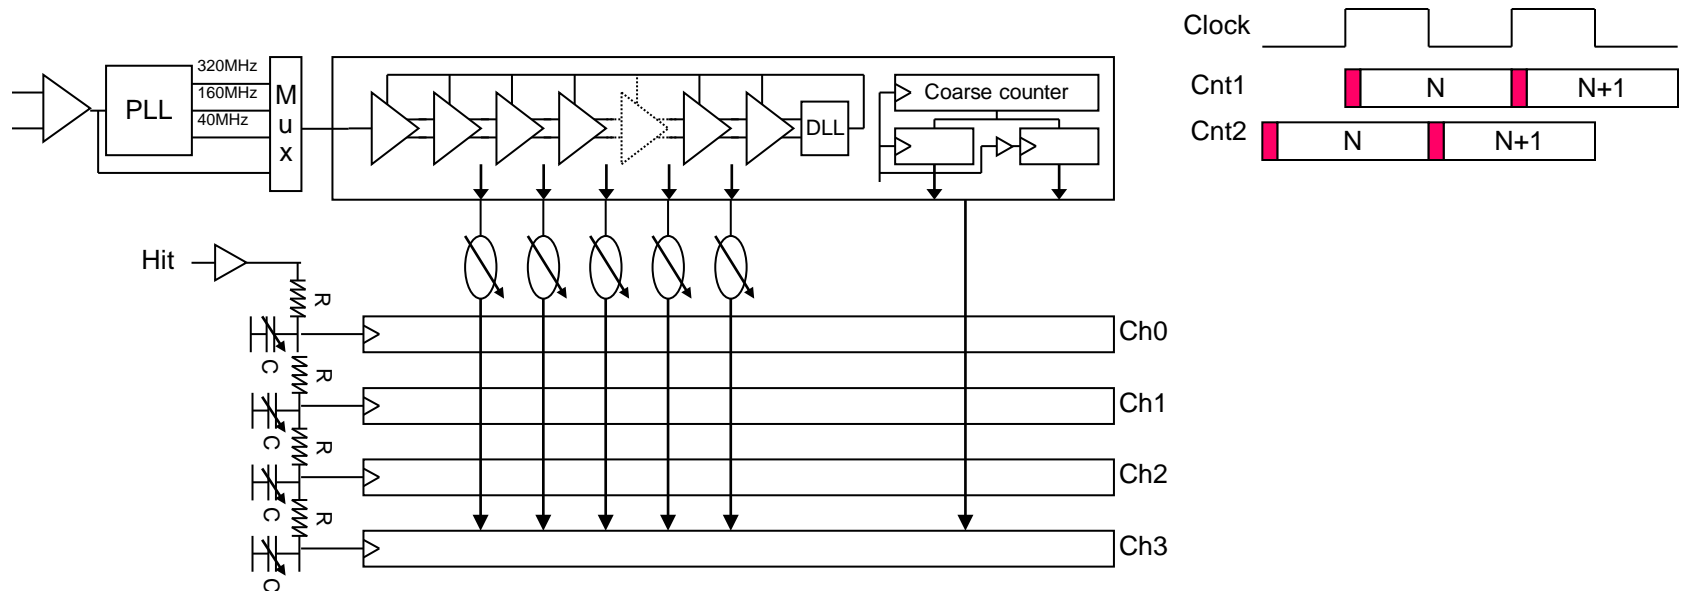 320MHz
160MHz
40MHz
PLL
M
u
x
DLL
Coarse counter
Clock
Cnt1
N
N+1
Cnt2
N
N+1
Hit
R
C
Ch0
R
C
Ch1
R
C
Ch2
R
C
Ch3